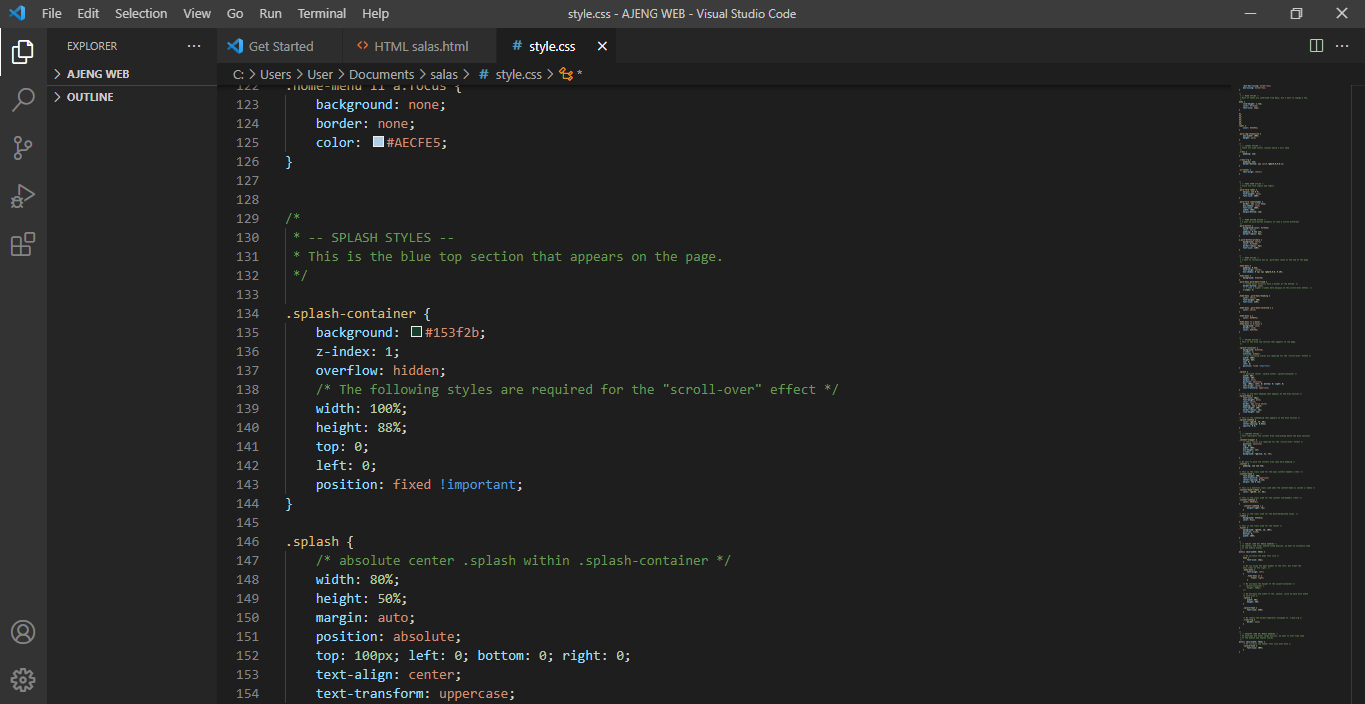 File Edit Selection View Go Run Terminal Help
style.css - AJENG WEB - Visual Studio Code
EXPLORER
AJENG WEB
OUTLINE
Get Started
<> HTML salas.html
# style.css
C: > Users > User > Documents > salas > # style.css > *
122 .home-menu li a:focus {
123 background: none;
124 border: none;
125 color: #AECFE5;
126 }
127
128
129 /*
130 * -- SPLASH STYLES --
131 * This is the blue top section that appears on the page.
132 */
133
134 .splash-container {
135 background: #153f2b;
136 z-index: 1;
137 overflow: hidden;
138 /* The following styles are required for the "scroll-over" effect */
139 width: 100%;
140 height: 88%;
141 top: 0;
142 left: 0;
143 position: fixed !important;
144 }
145
146 .splash {
147 /* absolute center .splash within .splash-container */
148 width: 80%;
149 height: 50%;
150 margin: auto;
151 position: absolute;
152 top: 100px; left: 0; bottom: 0; right: 0;
153 text-align: center;
154 text-transform: uppercase;